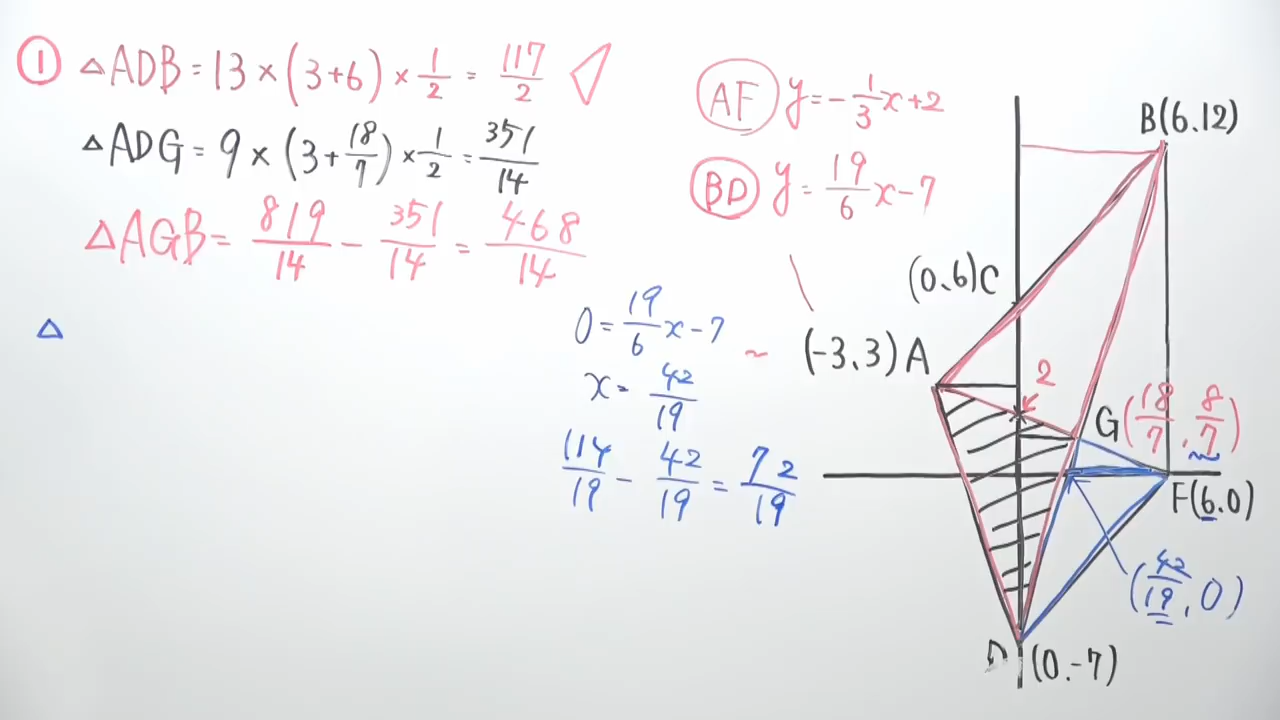 ① △ADB = 13 × (3+6) × 1/2 = 117/2
△ADG = 9 × (3+18/7) × 1/2 = 351/14
△AGB = 819/14 − 351/14 = 468/14
△
AF y = −1/3x+2
BD y = 19/6x−7
0 = 19/6x−7
x = 42/19
114/19 − 42/19 = 72/19
B(6.12)
(0.6)C
(-3.3)A
2
G(18/7, 8/7)
F(6.0)
(42/19, 0)
D(0.-7)